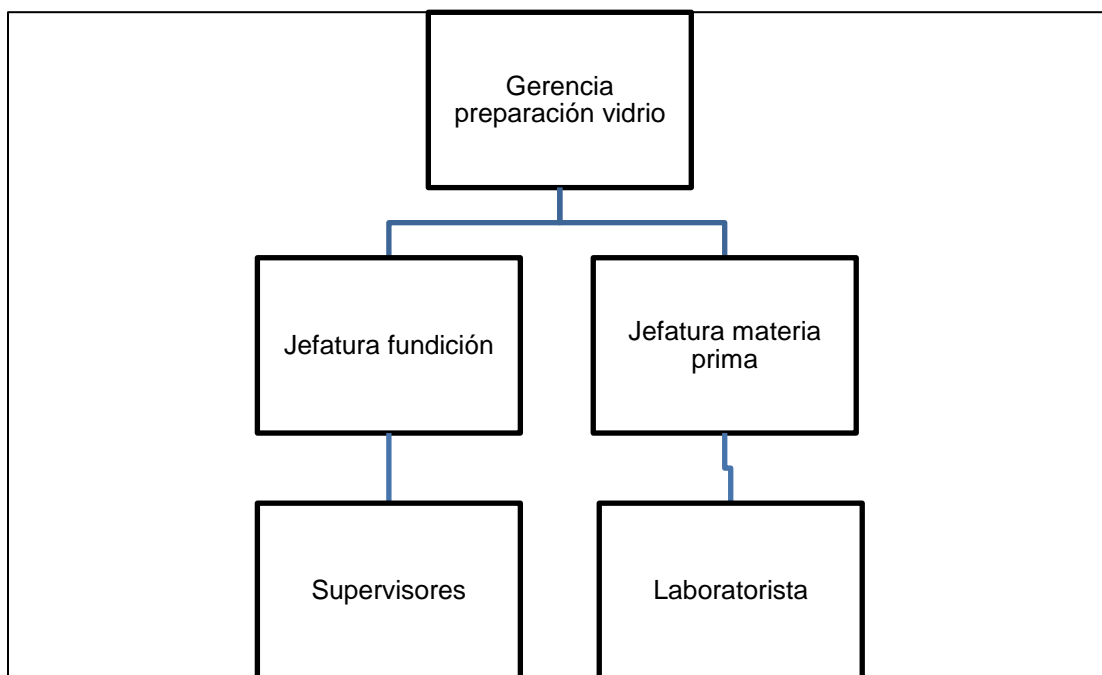 Gerencia
preparación vidrio
Jefatura fundición
Jefatura materia
prima
Supervisores
Laboratorista